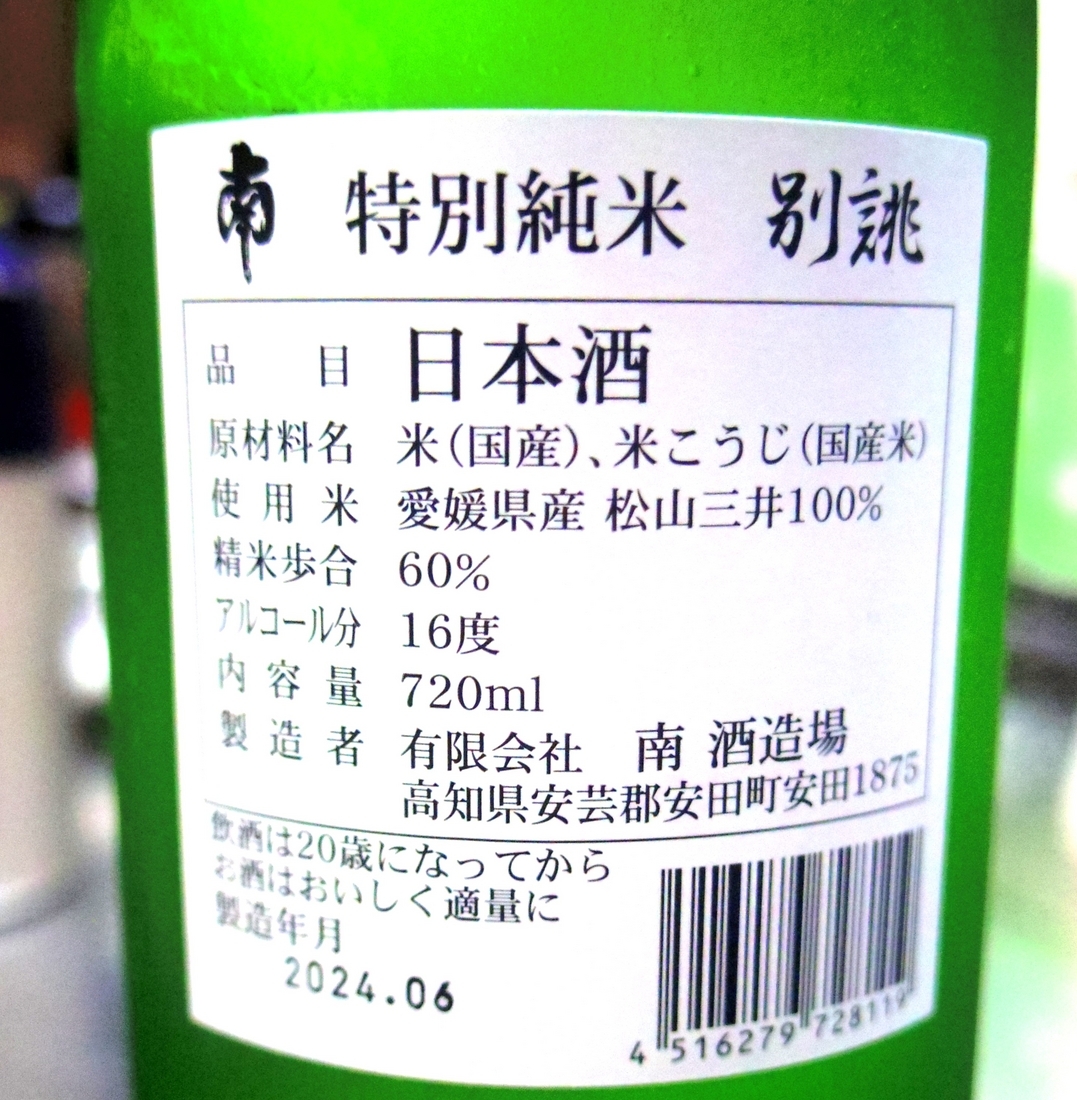 南 特別純米 別誂
品目 日本酒
原材料名 米(国産)、米こうじ(国産米)
使用米 愛媛県産 松山三井100%
精米歩合 60%
アルコール分 16度
内容量 720ml
製造者 有限会社 南 酒造場
高知県安芸郡安田町安田1875
飲酒は20歳になってから
お酒はおいしく適量に
製造年月
2024.06
4 516279 728119